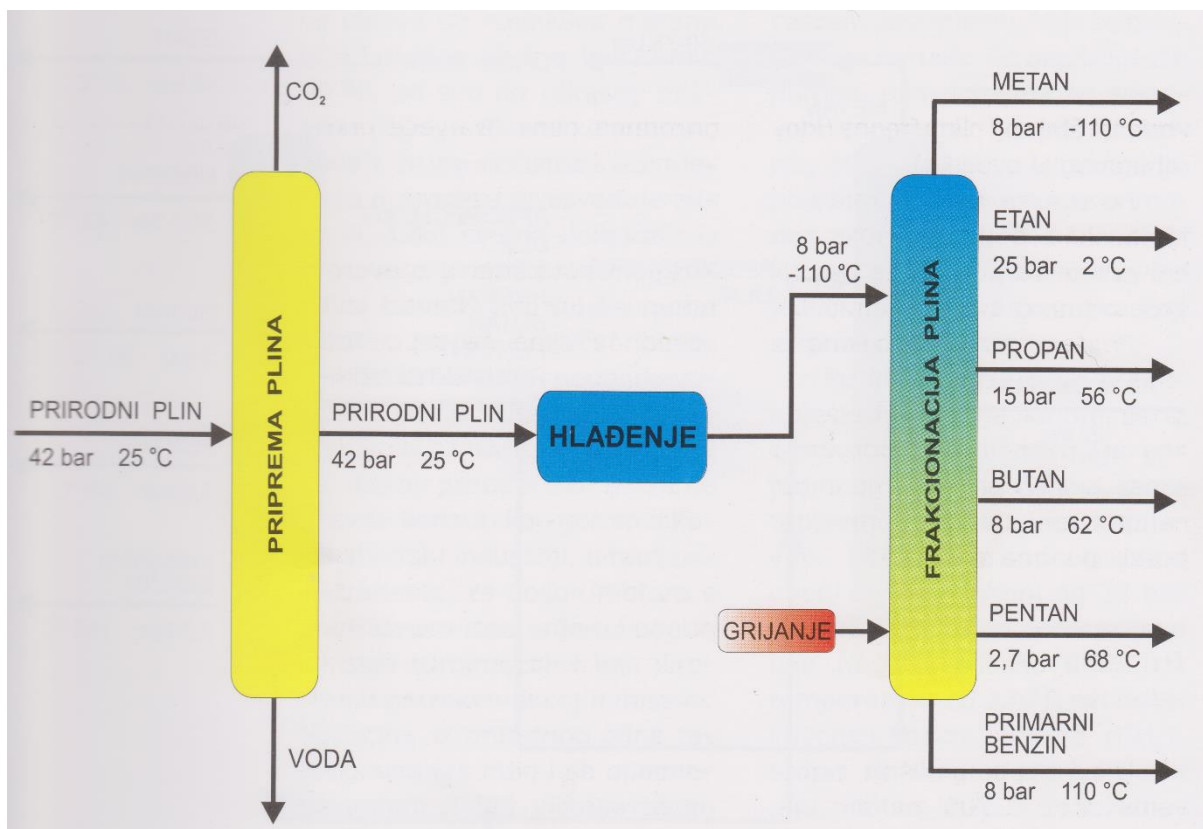 CO₂
PRIPREMA PLINA
PRIRODNI PLIN
42 bar 25 °C
PRIRODNI PLIN
42 bar 25 °C
VODA
HLAĐENJE
8 bar
-110 °C
GRIJANJE
FRAKCIONACIJA PLINA
METAN
8 bar -110 °C
ETAN
25 bar 2 °C
PROPAN
15 bar 56 °C
BUTAN
8 bar 62 °C
PENTAN
2,7 bar 68 °C
PRIMARNI
BENZIN
8 bar 110 °C